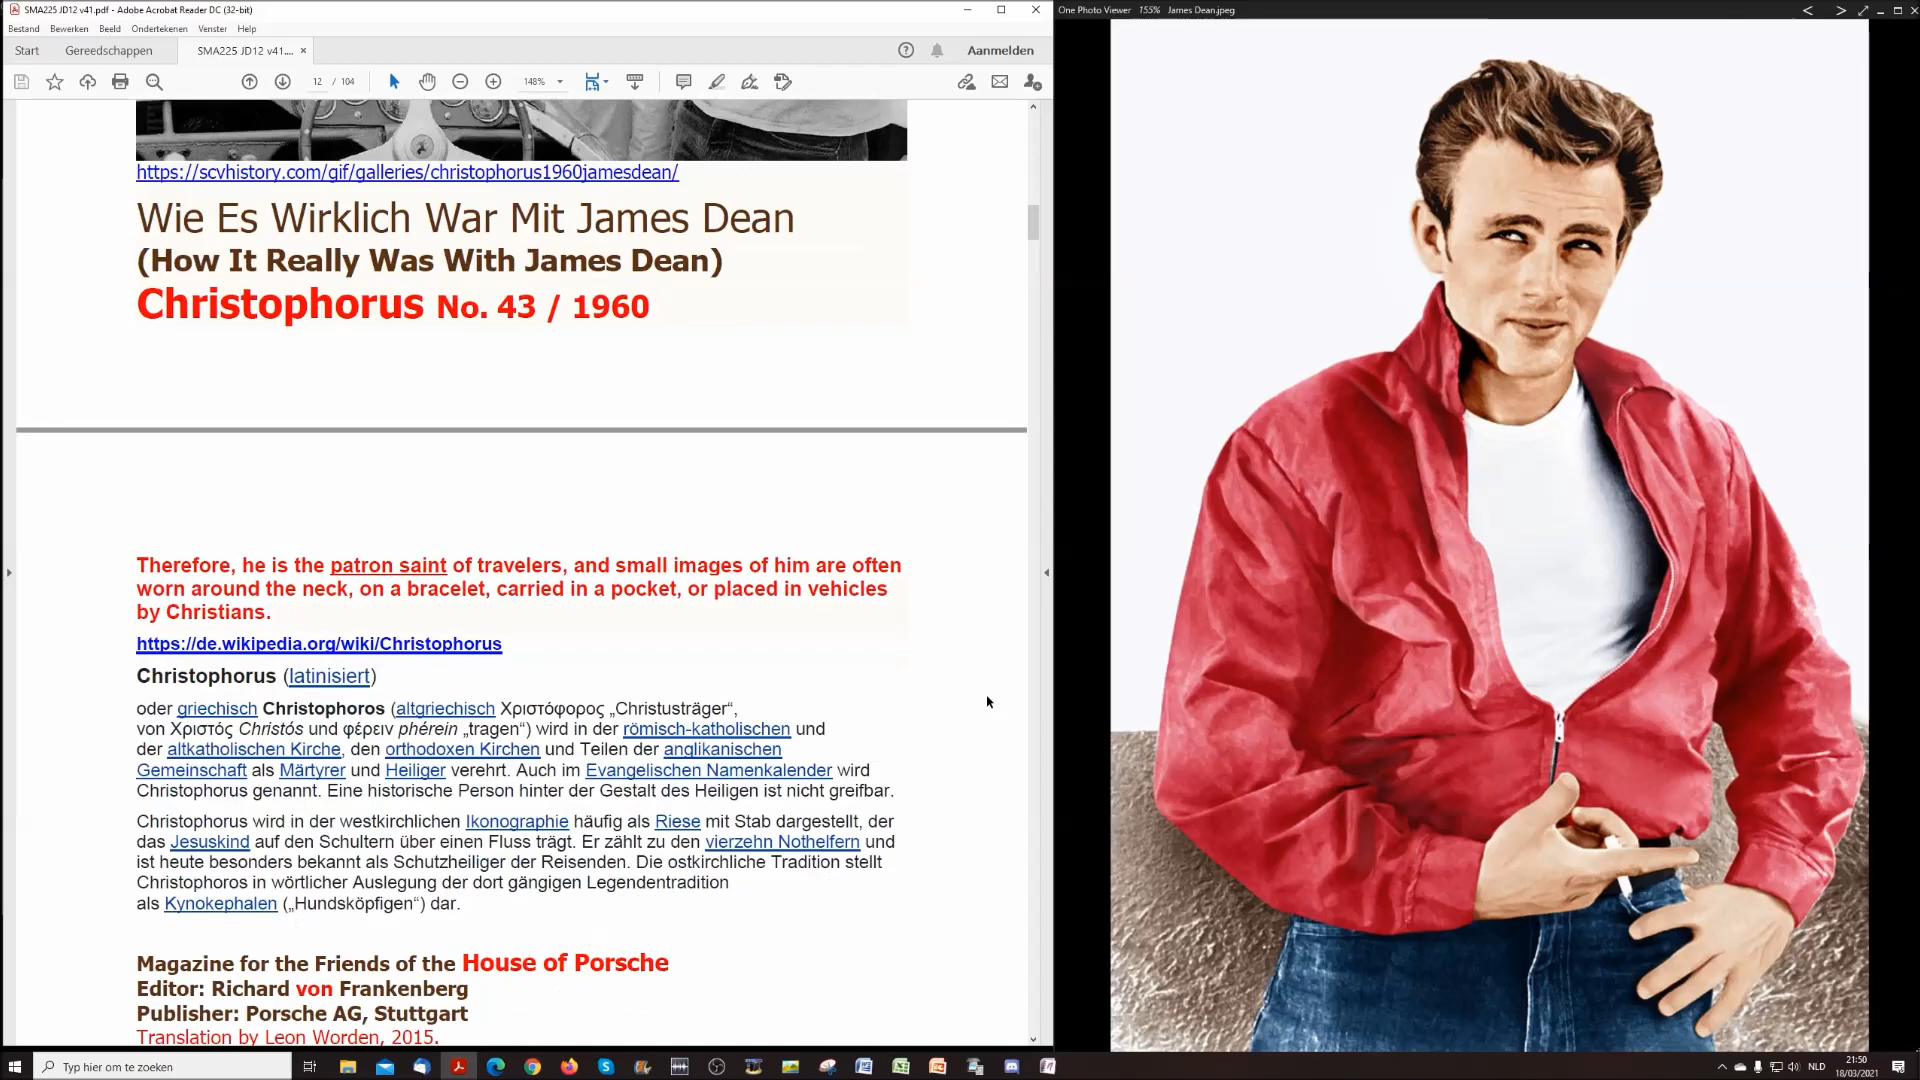 SMA225 JD12 v41.pdf - Adobe Acrobat Reader DC (32-bit)
One Photo Viewer 155% James Dean.jpeg
Bestand Bewerken Beeld Ondertekenen Venster Help
Start Gereedschappen SMA225 JD12 v41.... × Aanmelden
12 / 104 148%
https://scvhistory.com/gif/galleries/christophorus1960jamesdean/
Wie Es Wirklich War Mit James Dean
(How It Really Was With James Dean)
Christophorus No. 43 / 1960
Therefore, he is the patron saint of travelers, and small images of him are often
worn around the neck, on a bracelet, carried in a pocket, or placed in vehicles
by Christians.
https://de.wikipedia.org/wiki/Christophorus
Christophorus (latinisiert)
oder griechisch Christophoros (altgriechisch Χριστόφορος „Christusträger“,
von Χριστός Christós und φέρειν phérein „tragen“) wird in der römisch-katholischen und
der altkatholischen Kirche, den orthodoxen Kirchen und Teilen der anglikanischen
Gemeinschaft als Märtyrer und Heiliger verehrt. Auch im Evangelischen Namenkalender wird
Christophorus genannt. Eine historische Person hinter der Gestalt des Heiligen ist nicht greifbar.
Christophorus wird in der westkirchlichen Ikonographie häufig als Riese mit Stab dargestellt, der
das Jesuskind auf den Schultern über einen Fluss trägt. Er zählt zu den vierzehn Nothelfern und
ist heute besonders bekannt als Schutzheiliger der Reisenden. Die ostkirchliche Tradition stellt
Christophoros in wörtlicher Auslegung der dort gängigen Legendentradition
als Kynokephalen („Hundsköpfigen“) dar.
Magazine for the Friends of the House of Porsche
Editor: Richard von Frankenberg
Publisher: Porsche AG, Stuttgart
Translation by Leon Worden, 2015.
Typ hier om te zoeken
NLD
21:50
18/03/2021